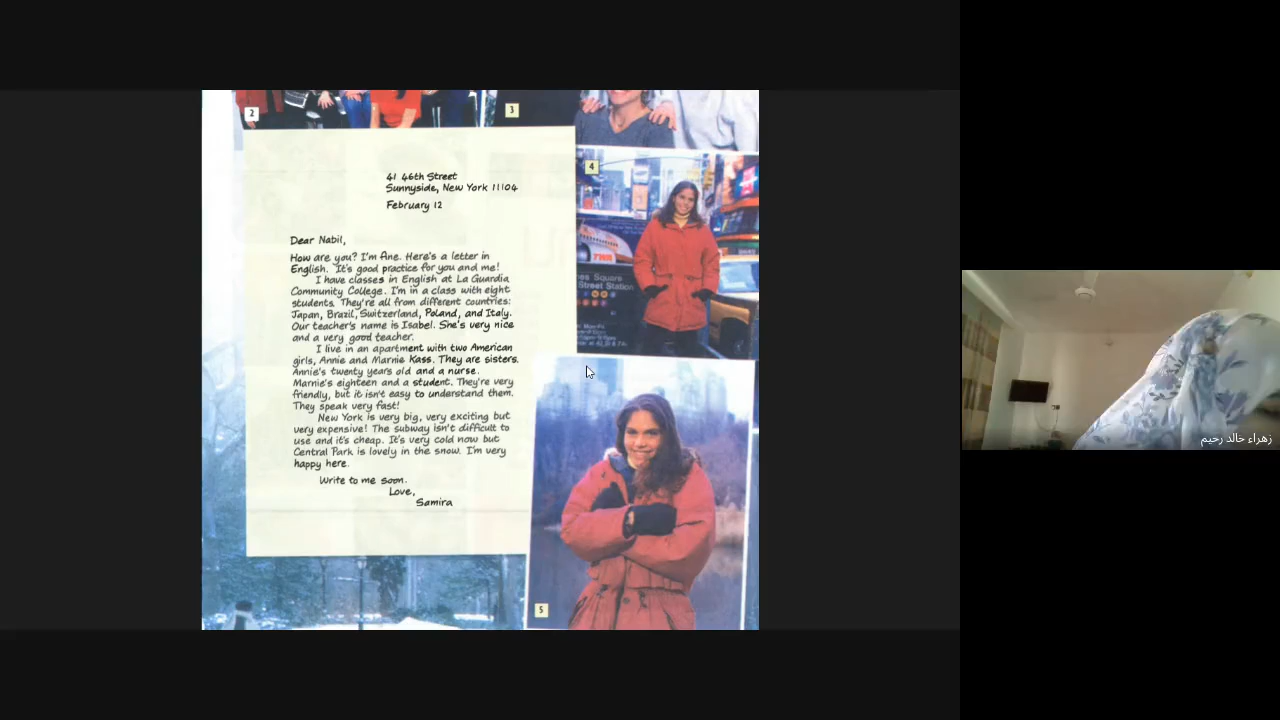 2
3
4
41 46th Street
Sunnyside, New York 11104
February 12
Dear Nabil,
How are you? I'm fine. Here's a letter in
English. It's good practice for you and me!
I have classes in English at La Guardia
Community College. I'm in a class with eight
students. They're all from different countries:
Japan, Brazil, Switzerland, Poland, and Italy.
Our teacher's name is Isabel. She's very nice
and a very good teacher.
I live in an apartment with two American
girls, Annie and Marnie Kass. They are sisters.
Annie's twenty years old and a nurse.
Marnie's eighteen and a student. They're very
friendly, but it isn't easy to understand them.
They speak very fast!
New York is very big, very exciting but
very expensive! The subway isn't difficult to
use and it's cheap. It's very cold now but
Central Park is lovely in the snow. I'm very
happy here.
Write to me soon.
Love,
Samira
TWA
Square
Street Station
5
زهراء خالد رحيم